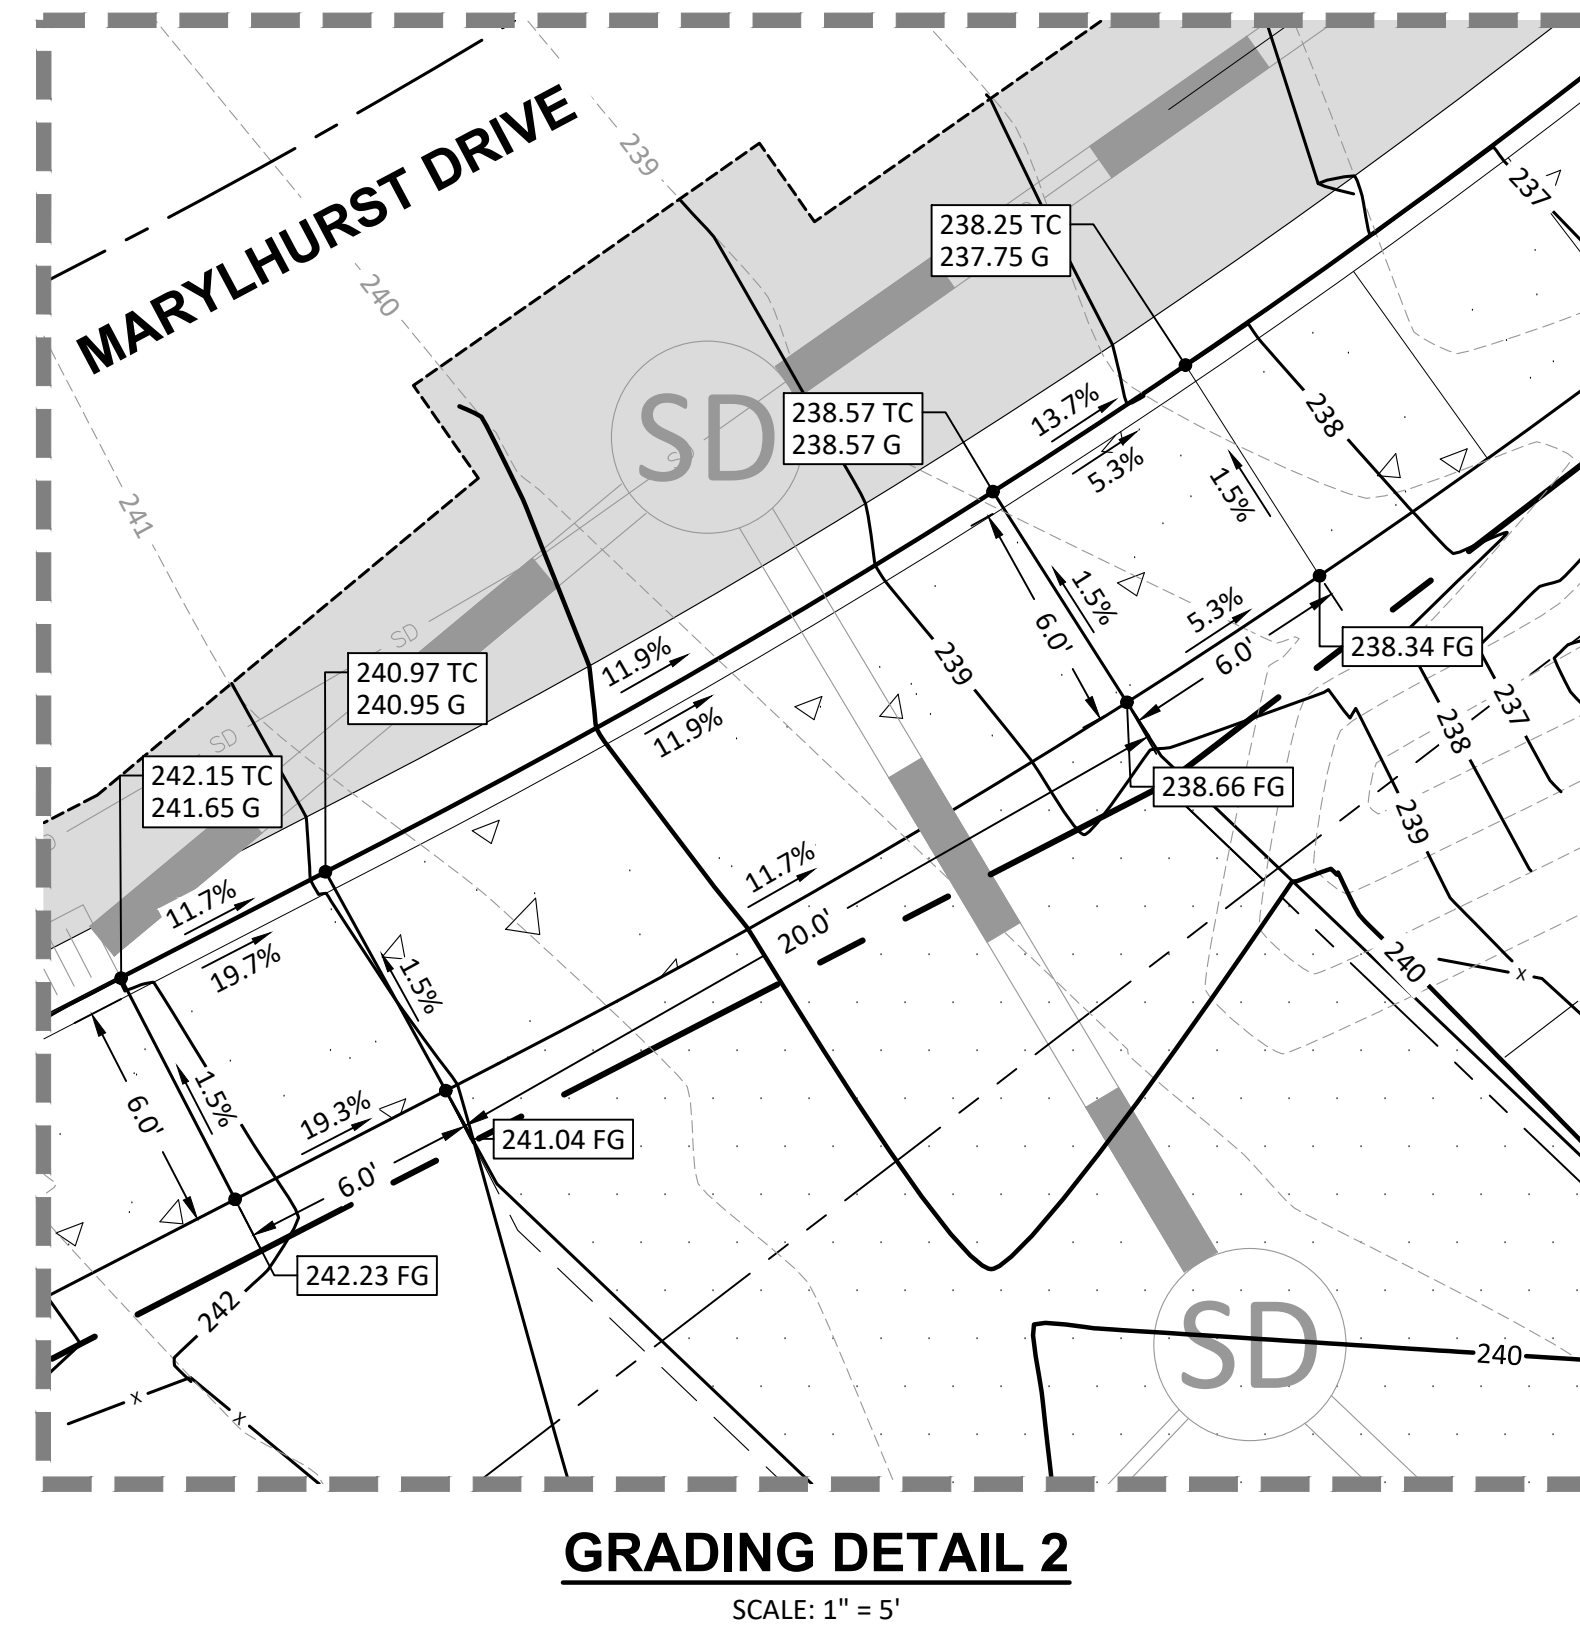 MARYLHURST DRIVE
239
240
241
237
238.25 TC
237.75 G
238.57 TC
238.57 G
13.7%
5.3%
238
1.5%
SD
SD
SD
SD
240.97 TC
240.95 G
11.9%
11.9%
239
6.0'
1.5%
5.3%
6.0'
238.34 FG
237
238
239
242.15 TC
241.65 G
11.7%
19.7%
1.5%
11.7%
20.0'
238.66 FG
240
x
6.0'
1.5%
19.3%
6.0'
241.04 FG
242.23 FG
242
x
x
SD
240
GRADING DETAIL 2
SCALE: 1" = 5'